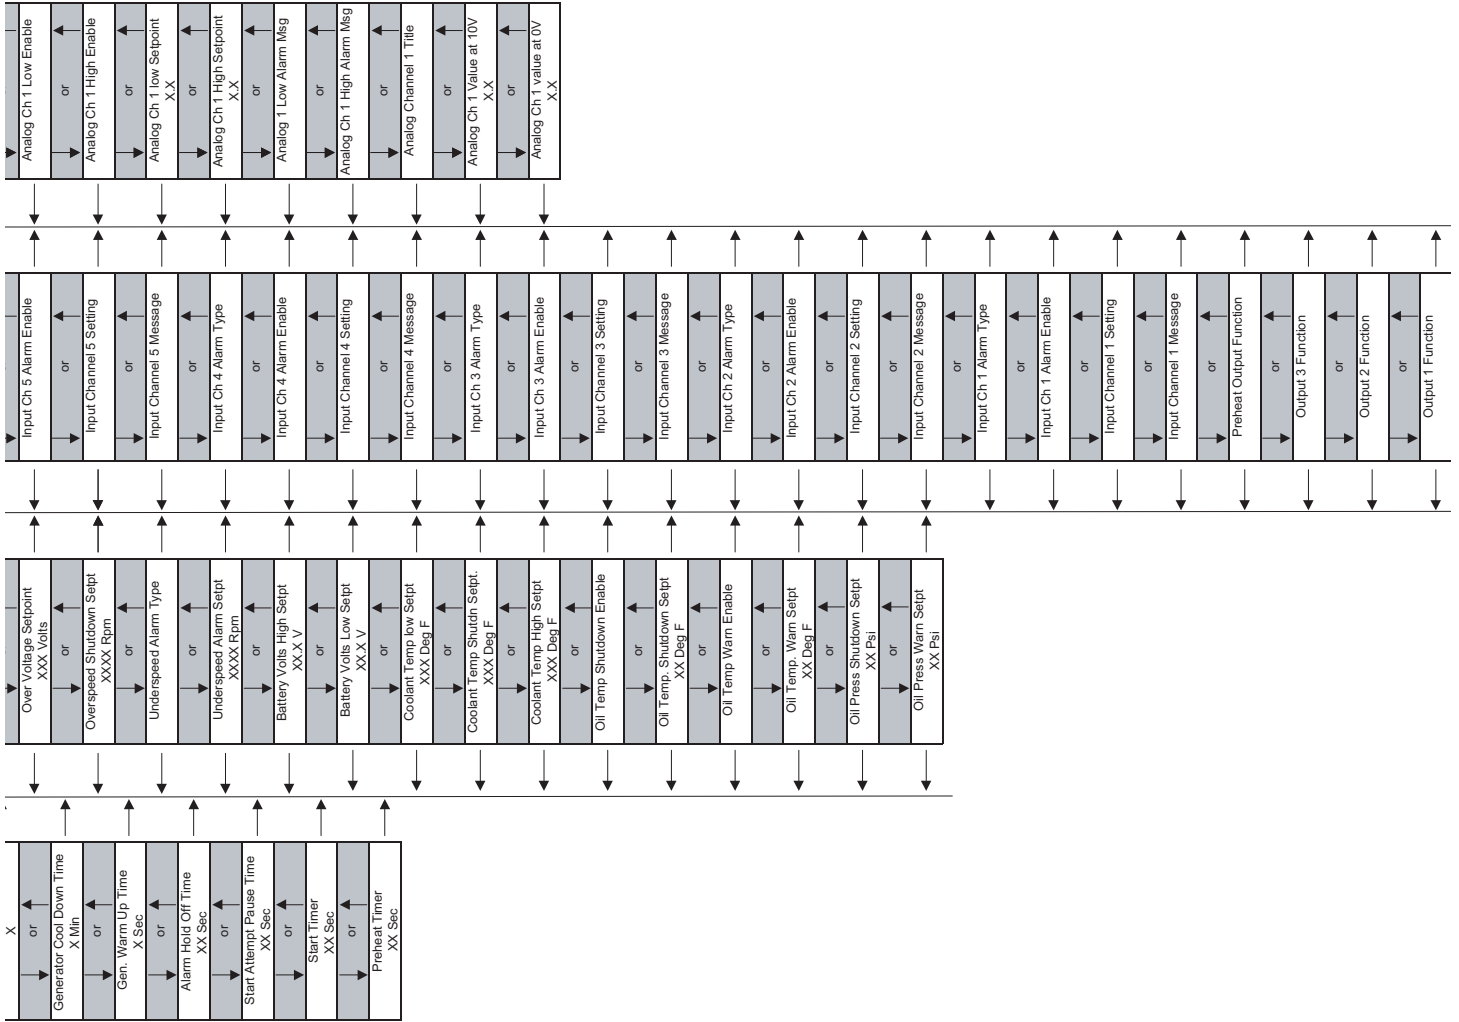 Analog Ch 1 Low Enable
or
Analog Ch 1 High Enable
or
Analog Ch 1 low Setpoint
X.X
or
Analog Ch 1 High Setpoint
X.X
or
Analog 1 Low Alarm Msg
or
Analog Ch 1 High Alarm Msg
or
Analog Channel 1 Title
or
Analog Ch 1 Value at 10V
X.X
or
Analog Ch 1 value at 0V
X.X
Input Ch 5 Alarm Enable
or
Input Channel 5 Setting
or
Input Channel 5 Message
or
Input Ch 4 Alarm Type
or
Input Ch 4 Alarm Enable
or
Input Channel 4 Setting
or
Input Channel 4 Message
or
Input Ch 3 Alarm Type
or
Input Ch 3 Alarm Enable
or
Input Channel 3 Setting
or
Input Channel 3 Message
or
Input Ch 2 Alarm Type
or
Input Ch 2 Alarm Enable
or
Input Channel 2 Setting
or
Input Channel 2 Message
or
Input Ch 1 Alarm Type
or
Input Ch 1 Alarm Enable
or
Input Channel 1 Setting
or
Input Channel 1 Message
or
Preheat Output Function
or
Output 3 Function
or
Output 2 Function
or
Output 1 Function
Over Voltage Setpoint
XXX Volts
or
Overspeed Shutdown Setpt
XXXX Rpm
or
Underspeed Alarm Type
or
Underspeed Alarm Setpt
XXXX Rpm
or
Battery Volts High Setpt
XX.X V
or
Battery Volts Low Setpt
XX.X V
or
Coolant Temp low Setpt
XXX Deg F
or
Coolant Temp Shutdn Setpt.
XXX Deg F
or
Coolant Temp High Setpt
XXX Deg F
or
Oil Temp Shutdown Enable
or
Oil Temp. Shutdown Setpt
XX Deg F
or
Oil Temp Warn Enable
or
Oil Temp. Warn Setpt
XX Deg F
or
Oil Press Shutdown Setpt
XX Psi
or
Oil Press Warn Setpt
XX Psi
X
or
Generator Cool Down Time
X Min
or
Gen. Warm Up Time
X Sec
or
Alarm Hold Off Time
XX Sec
or
Start Attempt Pause Time
XX Sec
or
Start Timer
XX Sec
or
Preheat Timer
XX Sec